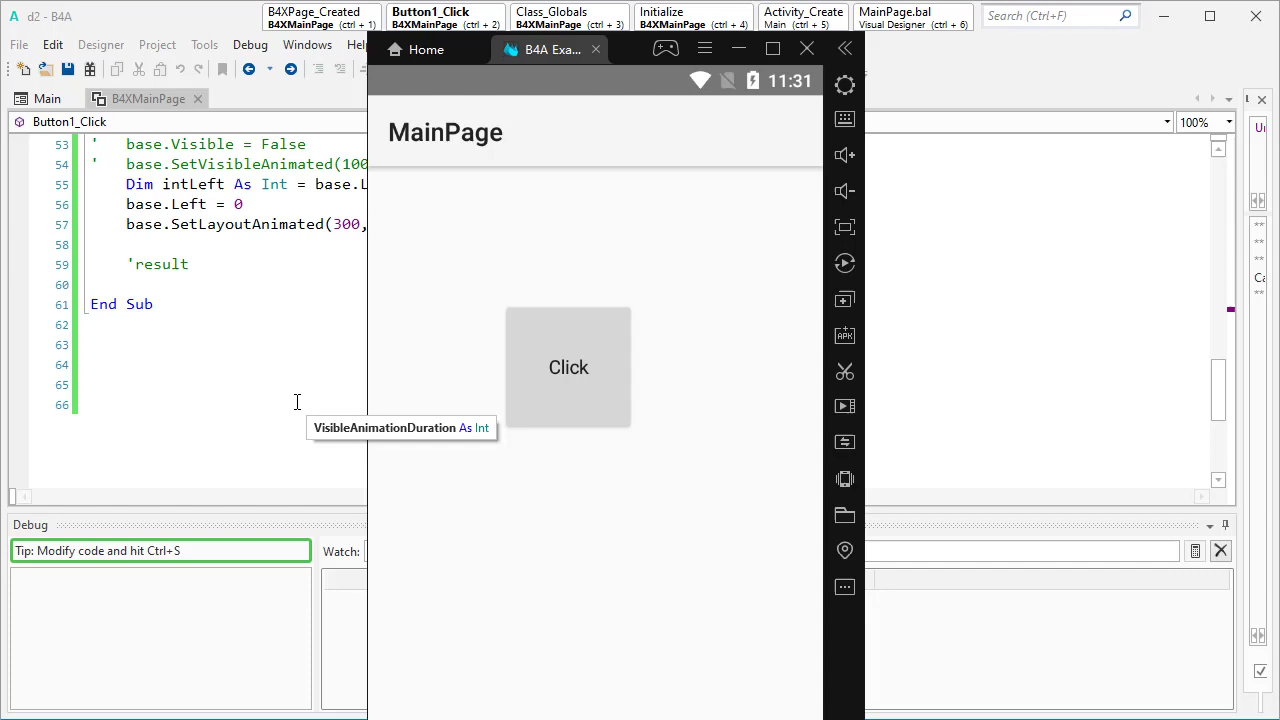 d2 - B4A
B4XPage_Created
B4XMainPage (ctrl + 1)
Button1_Click
B4XMainPage (ctrl + 2)
Class_Globals
B4XMainPage (ctrl + 3)
Initialize
B4XMainPage (ctrl + 4)
Activity_Create
Main (ctrl + 5)
MainPage.bal
Visual Designer (ctrl + 6)
Search (Ctrl+F)
File Edit Designer Project Tools Debug Windows
Home
B4A Exa...
11:31
Main
B4XMainPage
Button1_Click
100%
MainPage
53 ' base.Visible = False
54 ' base.SetVisibleAnimated(100
55 Dim intLeft As Int = base.L
56 base.Left = 0
57 base.SetLayoutAnimated(300,
58
59 'result
60
61 End Sub
62
63
64
65
66
Click
VisibleAnimationDuration As Int
APK
Debug
Tip: Modify code and hit Ctrl+S
Watch:
**
**
**